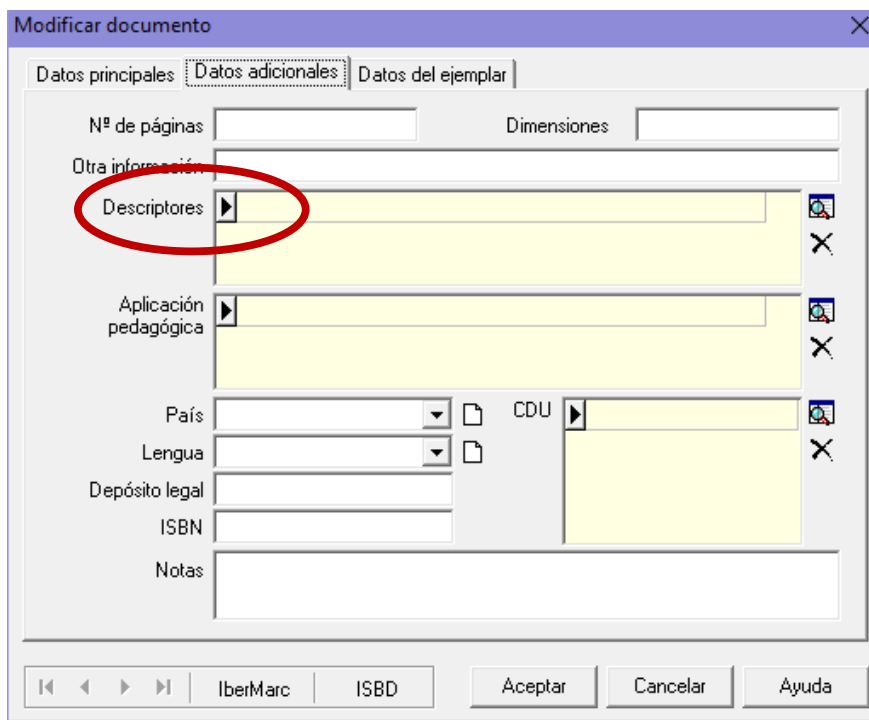 Modificar documento
Datos principales Datos adicionales Datos del ejemplar
Nº de páginas Dimensiones
Otra información
Descriptores
Aplicación
pedagógica
País CDU
Lengua
Depósito legal
ISBN
Notas
IberMarc ISBD Aceptar Cancelar Ayuda